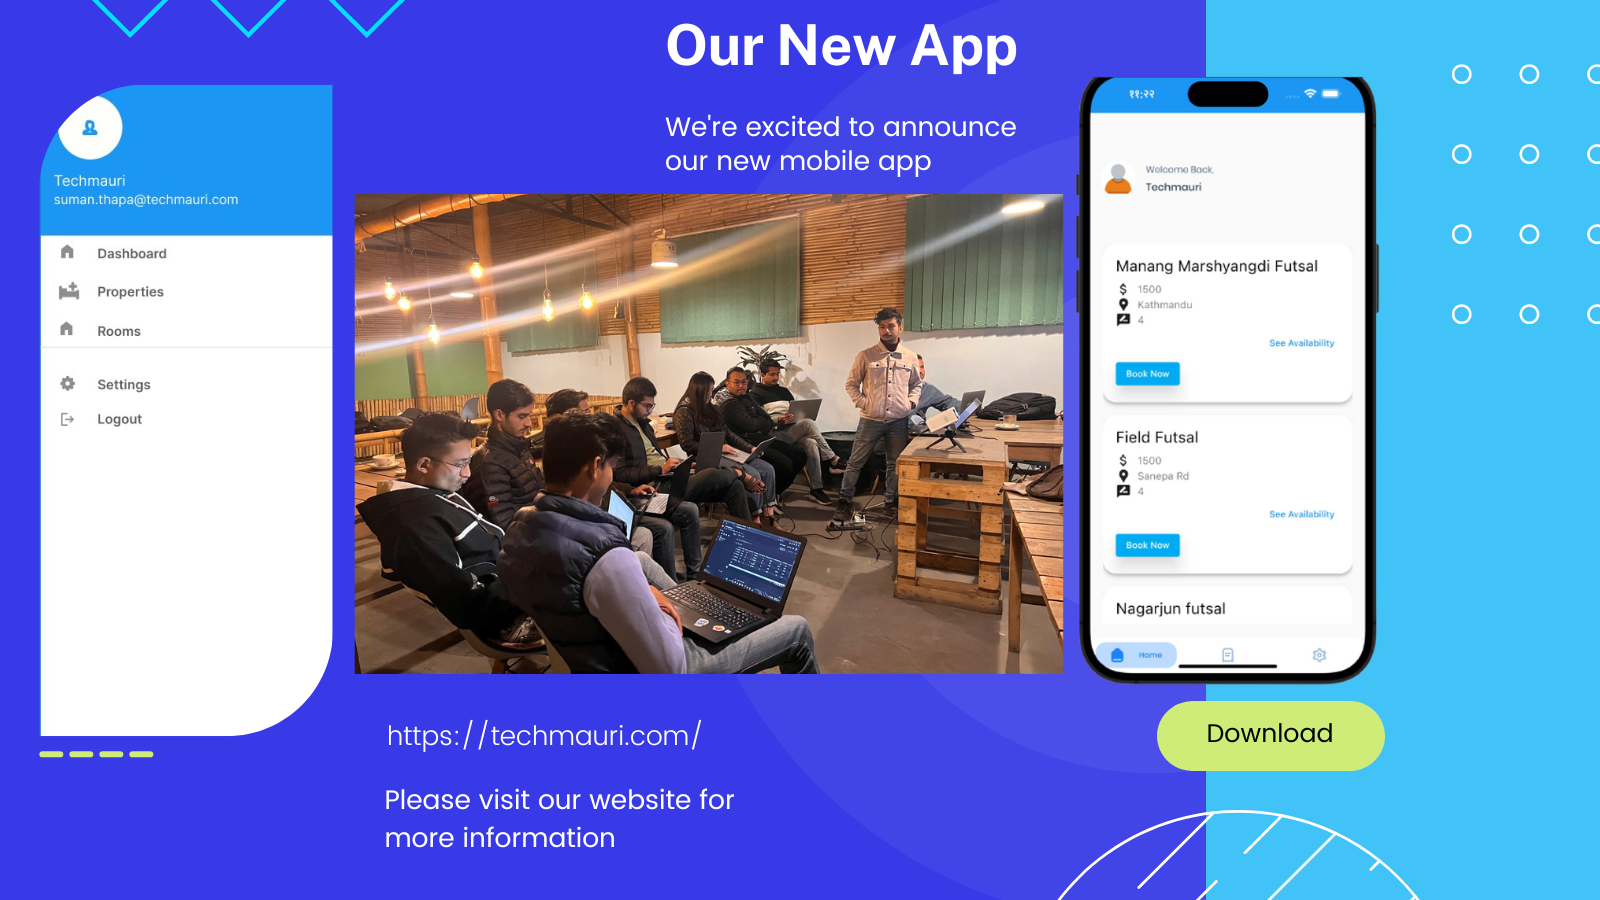 Our New App
We're excited to announce
our new mobile app
Techmauri
suman.thapa@techmauri.com
Dashboard
Properties
Rooms
Settings
Logout
११:२२
Welcome Back,
Techmauri
Manang Marshyangdi Futsal
1500
Kathmandu
4
See Availability
Book Now
Field Futsal
1500
Sanepa Rd
4
See Availability
Book Now
Nagarjun futsal
Home
Download
https://techmauri.com/
Please visit our website for
more information